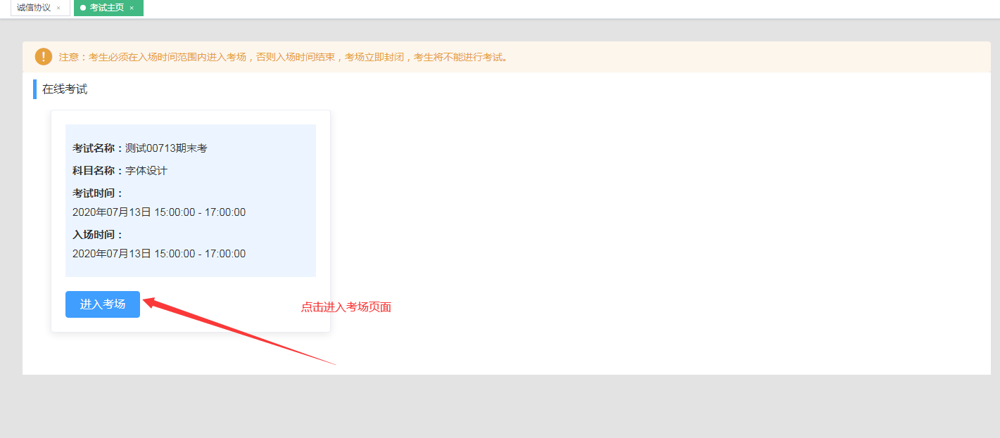 诚信协议 ×
考试主页 ×
注意：考生必须在入场时间范围内进入考场，否则入场时间结束，考场立即封闭，考生将不能进行考试。
在线考试
考试名称：测试00713期末考
科目名称：字体设计
考试时间：
2020年07月13日 15:00:00 - 17:00:00
入场时间：
2020年07月13日 15:00:00 - 17:00:00
进入考场
点击进入考场页面